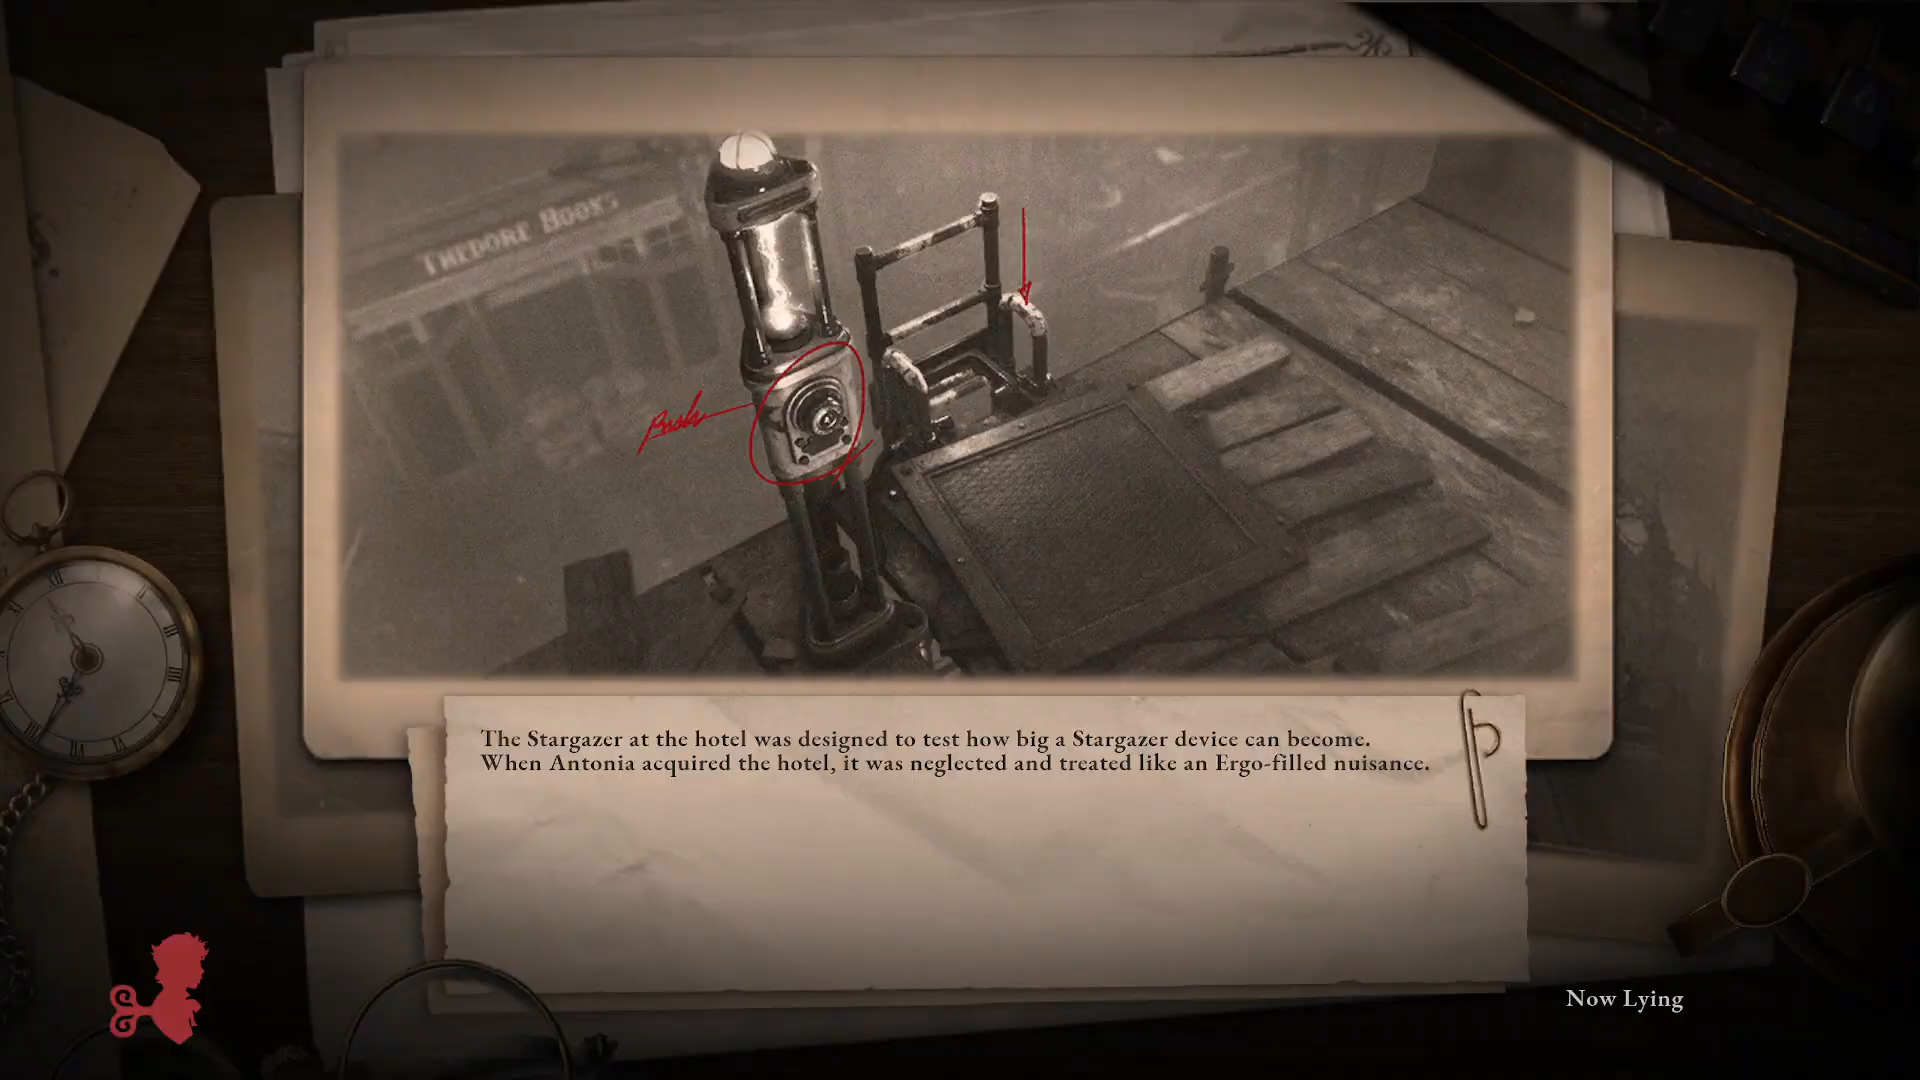 THEDORE BOOKS
Push
The Stargazer at the hotel was designed to test how big a Stargazer device can become.
When Antonia acquired the hotel, it was neglected and treated like an Ergo-filled nuisance.
Now Lying